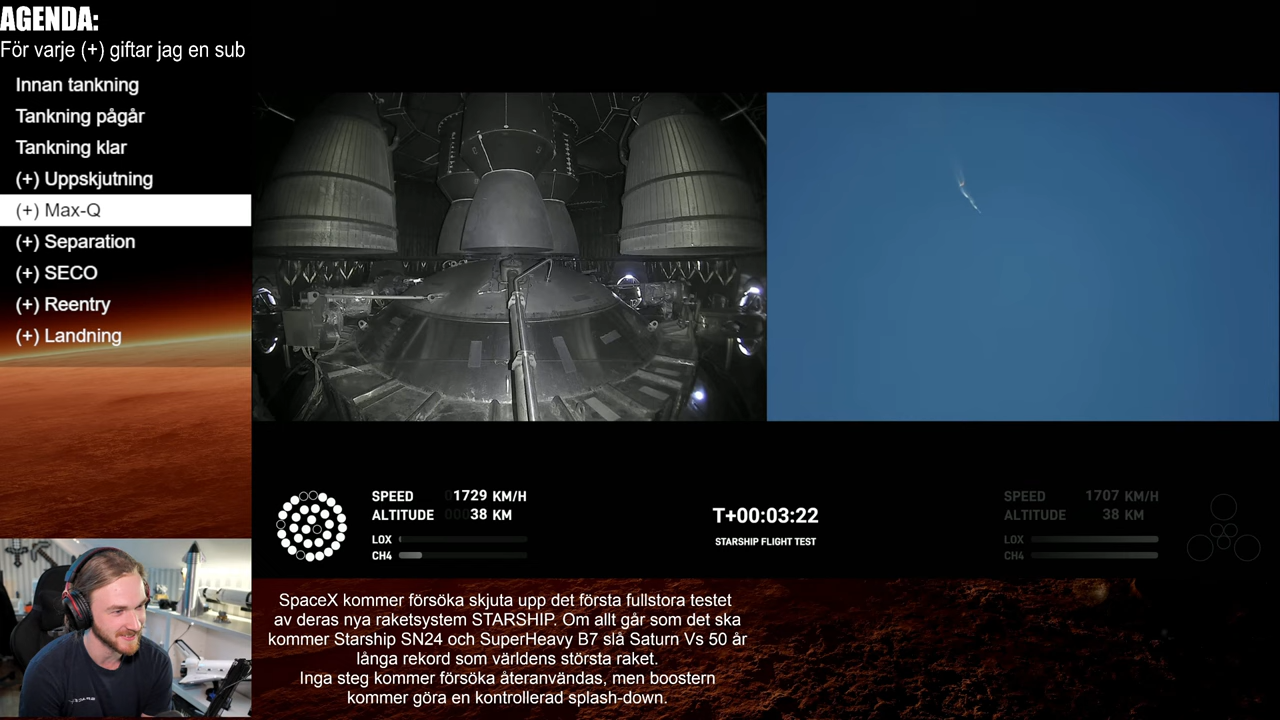 AGENDA:
För varje (+) giftar jag en sub
Innan tankning
Tankning pågår
Tankning klar
(+) Uppskjutning
(+) Max-Q
(+) Separation
(+) SECO
(+) Reentry
(+) Landning
SPEED 01729 KM/H
ALTITUDE 00038 KM
LOX
CH4
T+00:03:22
STARSHIP FLIGHT TEST
SPEED 1707 KM/H
ALTITUDE 38 KM
LOX
CH4
SpaceX kommer försöka skjuta upp det första fullstora testet
av deras nya raketsystem STARSHIP. Om allt går som det ska
kommer Starship SN24 och SuperHeavy B7 slå Saturn Vs 50 år
långa rekord som världens största raket.
Inga steg kommer försöka återanvändas, men boostern
kommer göra en kontrollerad splash-down.